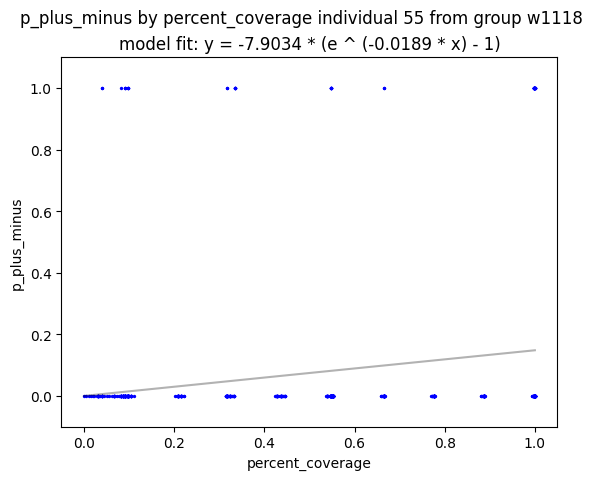 p_plus_minus by percent_coverage individual 55 from group w1118
model fit: y = -7.9034 * (e ^ (-0.0189 * x) - 1)
1.0
0.8
0.6
0.4
0.2
0.0
p_plus_minus
0.0 0.2 0.4 0.6 0.8 1.0
percent_coverage